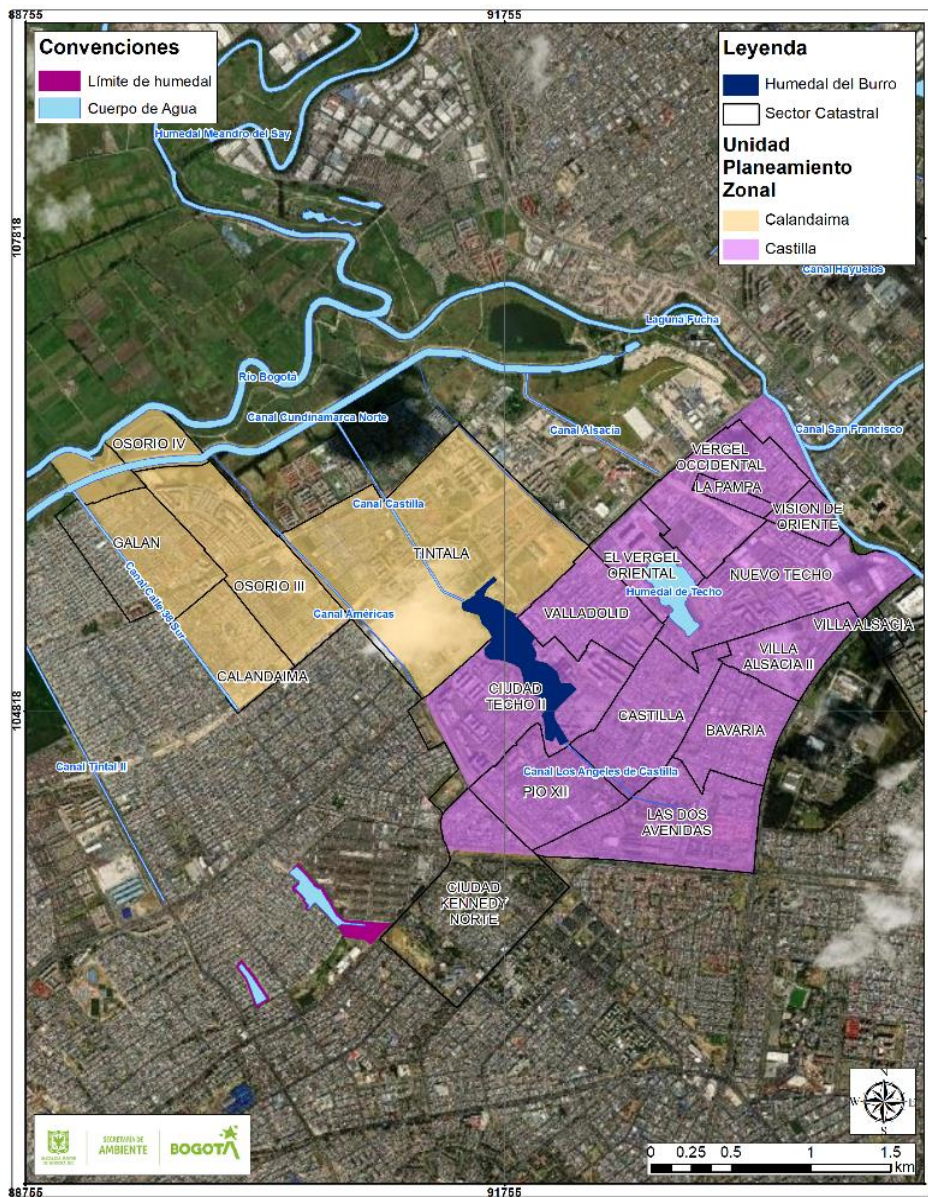 88755
91755
Convenciones
Límite de humedal
Cuerpo de Agua
Leyenda
Humedal del Burro
Sector Catastral
Unidad
Planeamiento
Zonal
Calandaima
Castilla
Humedal Meandro del Say
107818
107818
Canal Hayuelos
Laguna Fucha
Río Bogotá
Canal Cundinamarca Norte
Canal Alsacia
Canal San Francisco
OSORIO IV
VERGEL
OCCIDENTAL
LA PAMPA
VISION DE
ORIENTE
Canal Castilla
GALAN
TINTALA
EL VERGEL
ORIENTAL
NUEVO TECHO
OSORIO III
Humedal de Techo
Canal Calle 38 Sur
Canal Américas
VALLADOLID
VILLA ALSACIA
VILLA
ALSACIA II
CALANDAIMA
CIUDAD
TECHO II
CASTILLA
BAVARIA
104818
104818
Canal Tintal II
Canal Los Angeles de Castilla
PIO XII
LAS DOS
AVENIDAS
CIUDAD
KENNEDY
NORTE
N
W
E
S
SECRETARÍA DE
AMBIENTE
BOGOTÁ
0 0.25 0.5 1 1.5
km
88755
91755